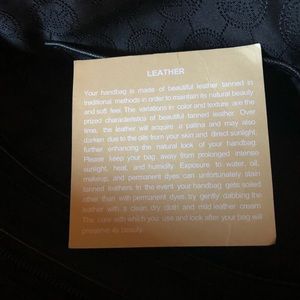 LEATHER
Your handbag is made of beautiful leather tanned in
traditional methods in order to maintain its natural beauty
and soft feel. The variations in color and texture are the
prized characteristics of beautiful tanned leather. Over
time, the leather will acquire a patina and may also
darken due to the oils from your skin and direct sunlight,
further enhancing the natural look of your handbag.
Please keep your bag away from prolonged intense
sunlight, heat, and humidity. Exposure to water, oil,
makeup, and permanent dyes can unfortunately stain
tanned leathers. In the event your handbag gets soiled
other than with permanent dyes, try gently dabbing the
leather with a clean dry cloth and mild leather cream.
The care with which you use and look after your bag will
preserve its beauty.